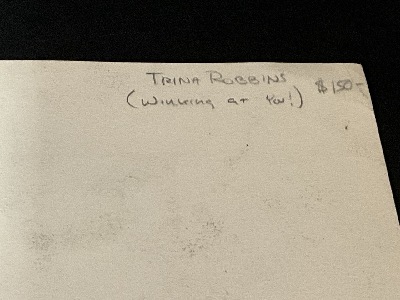 TRINA ROBBINS $150-
(Winking at You!)